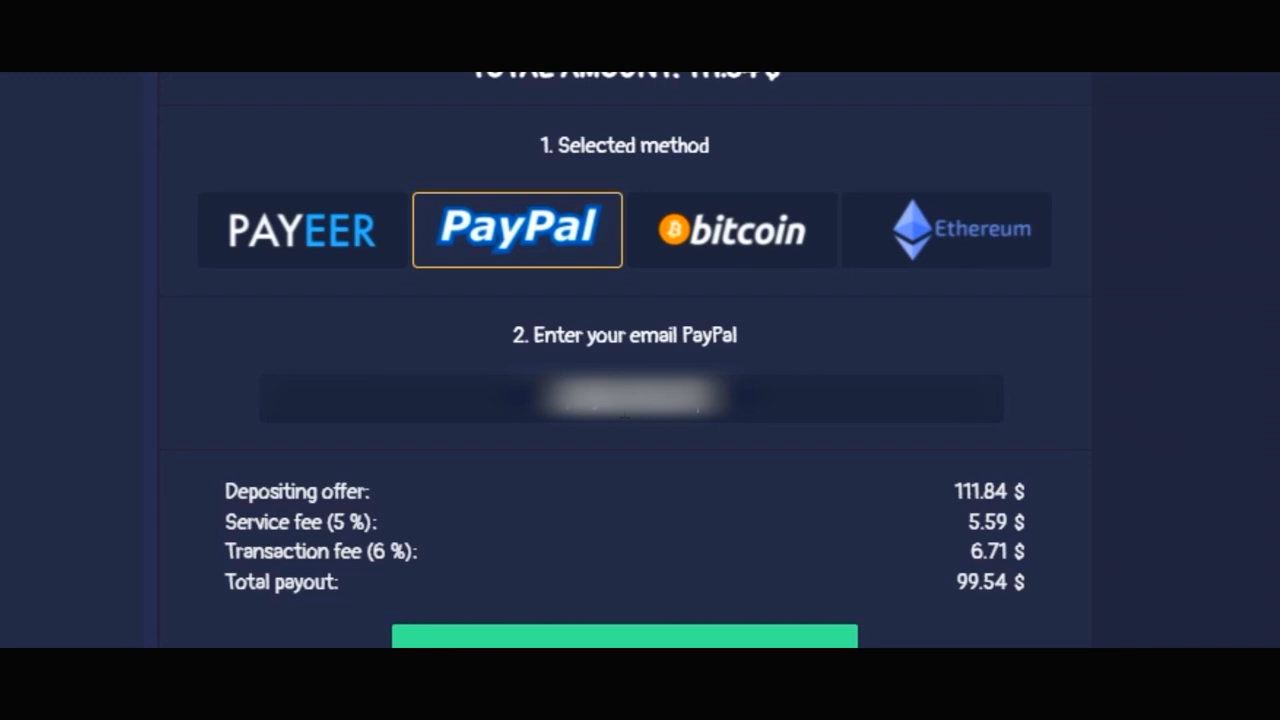 1. Selected method
PAYEER PayPal bitcoin Ethereum
2. Enter your email PayPal
Depositing offer: 111.84 $
Service fee (5 %): 5.59 $
Transaction fee (6 %): 6.71 $
Total payout: 99.54 $